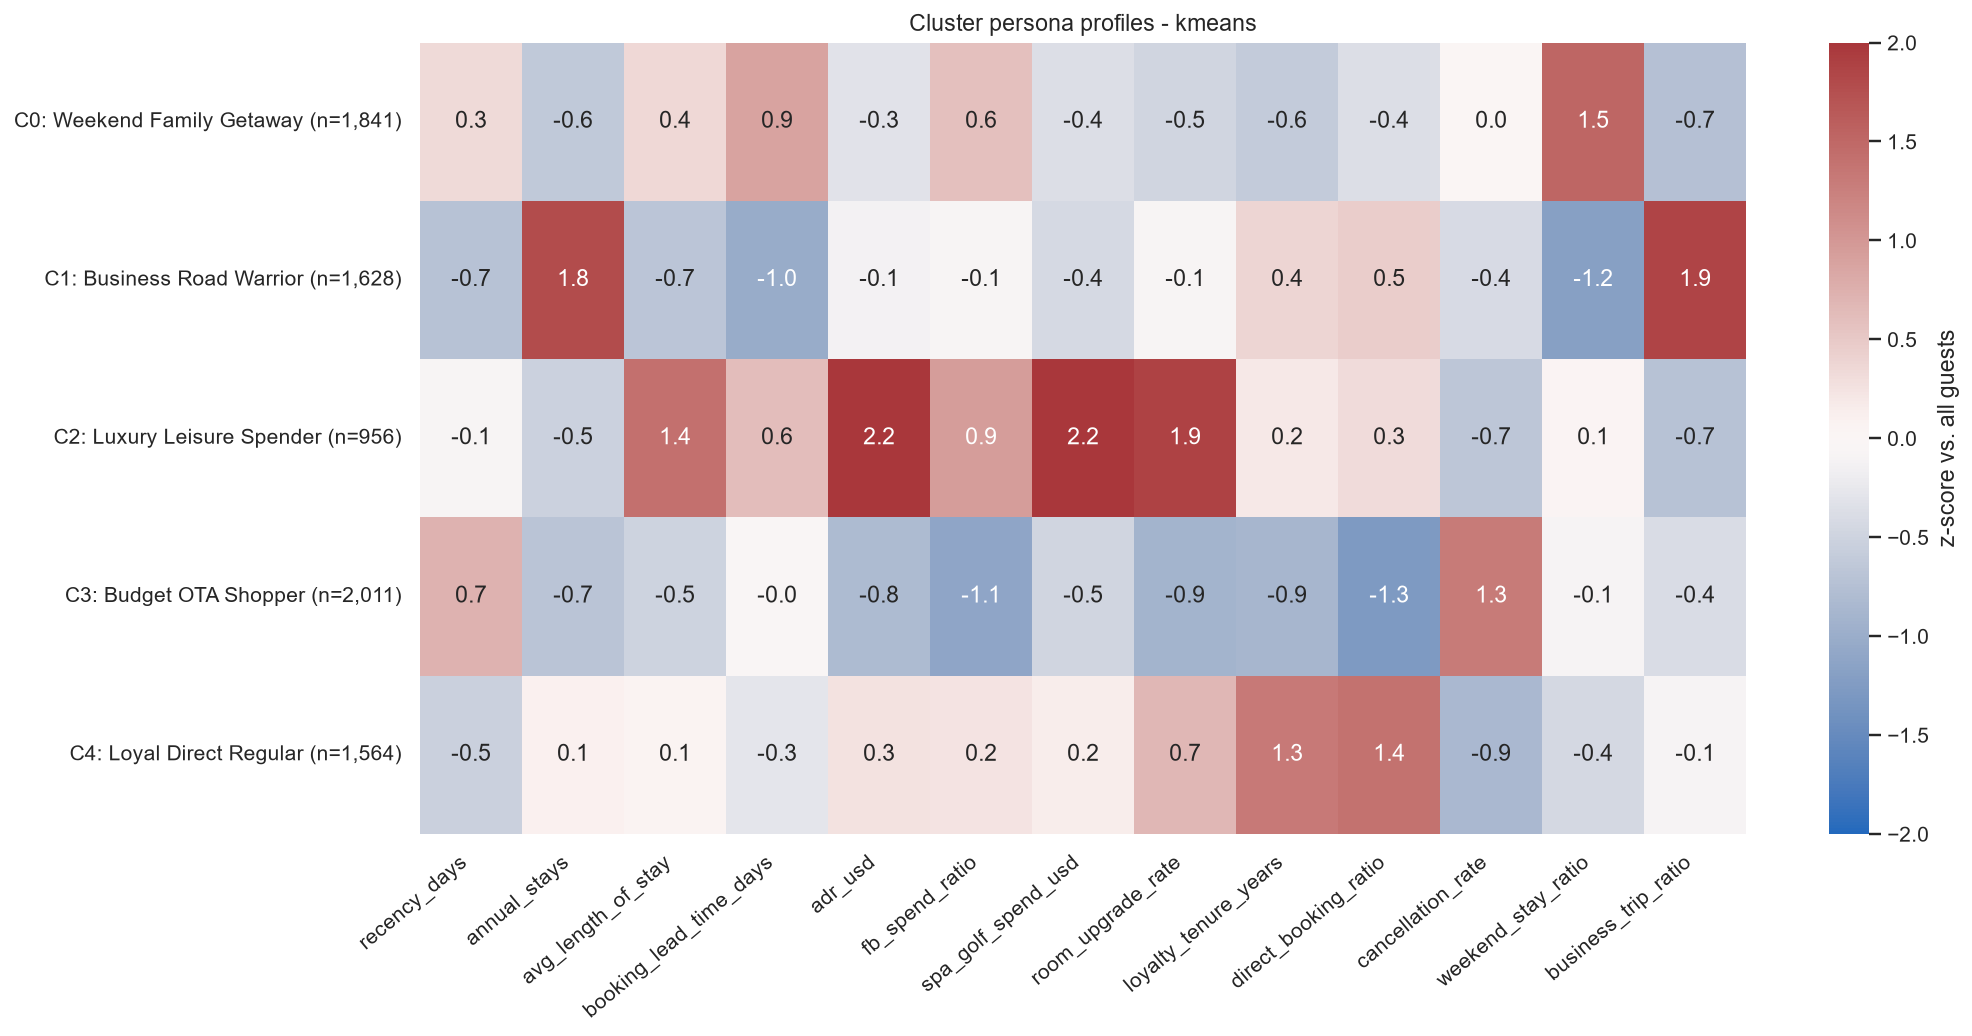 Cluster persona profiles - kmeans
C0: Weekend Family Getaway (n=1,841) 0.3 -0.6 0.4 0.9 -0.3 0.6 -0.4 -0.5 -0.6 -0.4 0.0 1.5 -0.7
C1: Business Road Warrior (n=1,628) -0.7 1.8 -0.7 -1.0 -0.1 -0.1 -0.4 -0.1 0.4 0.5 -0.4 -1.2 1.9
C2: Luxury Leisure Spender (n=956) -0.1 -0.5 1.4 0.6 2.2 0.9 2.2 1.9 0.2 0.3 -0.7 0.1 -0.7
C3: Budget OTA Shopper (n=2,011) 0.7 -0.7 -0.5 -0.0 -0.8 -1.1 -0.5 -0.9 -0.9 -1.3 1.3 -0.1 -0.4
C4: Loyal Direct Regular (n=1,564) -0.5 0.1 0.1 -0.3 0.3 0.2 0.2 0.7 1.3 1.4 -0.9 -0.4 -0.1
recency_days
annual_stays
avg_length_of_stay
booking_lead_time_days
adr_usd
fb_spend_ratio
spa_golf_spend_usd
room_upgrade_rate
loyalty_tenure_years
direct_booking_ratio
cancellation_rate
weekend_stay_ratio
business_trip_ratio
2.0
1.5
1.0
0.5
0.0
−0.5
−1.0
−1.5
−2.0
z-score vs. all guests